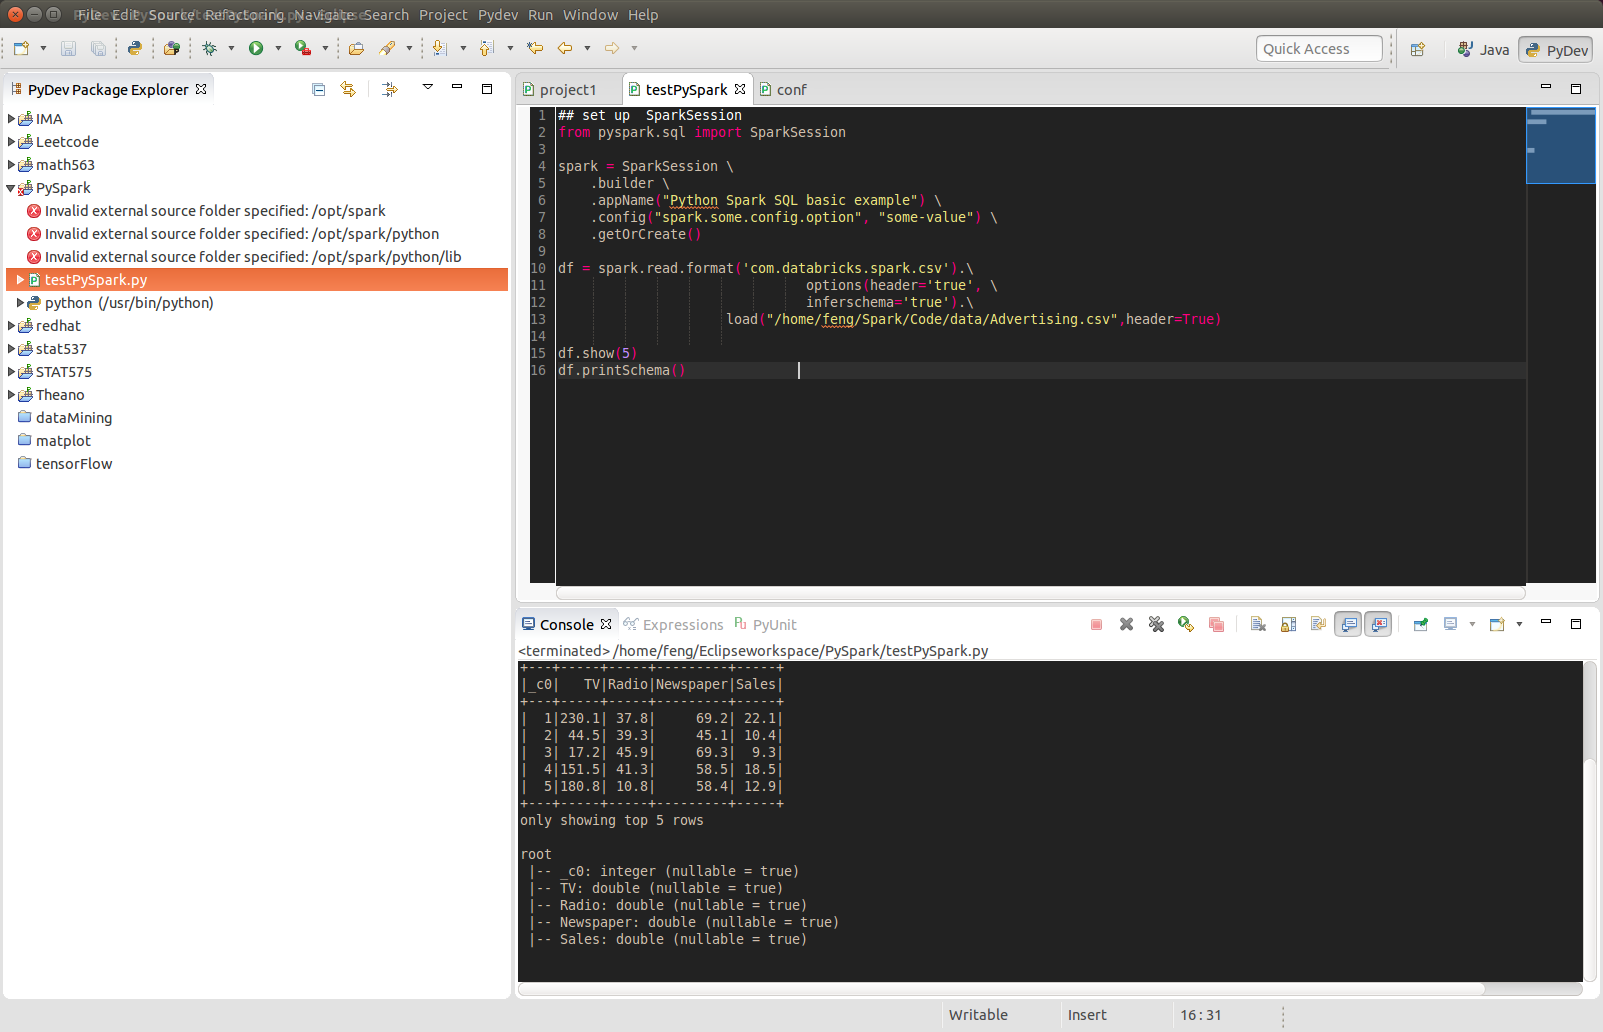 File Edit Source Refactoring Navigate Search Project Pydev Run Window Help
Quick Access
Java
PyDev
PyDev Package Explorer
IMA
Leetcode
math563
PySpark
Invalid external source folder specified: /opt/spark
Invalid external source folder specified: /opt/spark/python
Invalid external source folder specified: /opt/spark/python/lib
testPySpark.py
python (/usr/bin/python)
redhat
stat537
STAT575
Theano
dataMining
matplot
tensorFlow
project1 testPySpark conf
1 ## set up  SparkSession
2 from pyspark.sql import SparkSession
3
4 spark = SparkSession \
5     .builder \
6     .appName("Python Spark SQL basic example") \
7     .config("spark.some.config.option", "some-value") \
8     .getOrCreate()
9
10 df = spark.read.format('com.databricks.spark.csv').\
11                                options(header='true', \
12                                inferschema='true').\
13                      load("/home/feng/Spark/Code/data/Advertising.csv",header=True)
14
15 df.show(5)
16 df.printSchema()
Console Expressions PyUnit
<terminated> /home/feng/Eclipseworkspace/PySpark/testPySpark.py
+---+-----+-----+---------+-----+
|_c0|   TV|Radio|Newspaper|Sales|
+---+-----+-----+---------+-----+
|  1|230.1| 37.8|     69.2| 22.1|
|  2| 44.5| 39.3|     45.1| 10.4|
|  3| 17.2| 45.9|     69.3|  9.3|
|  4|151.5| 41.3|     58.5| 18.5|
|  5|180.8| 10.8|     58.4| 12.9|
+---+-----+-----+---------+-----+
only showing top 5 rows
root
 |-- _c0: integer (nullable = true)
 |-- TV: double (nullable = true)
 |-- Radio: double (nullable = true)
 |-- Newspaper: double (nullable = true)
 |-- Sales: double (nullable = true)
Writable Insert 16 : 31